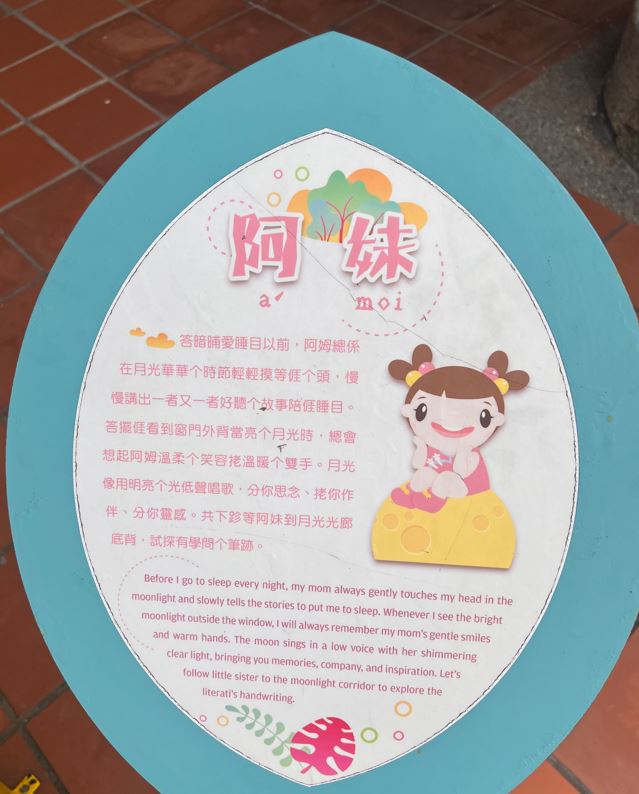 阿妹
aˊ moi
答暗晡愛睡目以前，阿姆總係
在月光華華个時節輕輕摸等𠊎个頭，慢
慢講出一者又一者好聽个故事陪𠊎睡目。
答擺𠊎看到窗門外背當亮个月光時，總會
想起阿姆溫柔个笑容㧯溫暖个雙手。月光
像用明亮个光低聲唱歌，分你思念、㧯你作
伴、分你靈感。共下跈等阿妹到月光光廊
底背，試探有學問个筆跡。
Before I go to sleep every night, my mom always gently touches my head in the
moonlight and slowly tells the stories to put me to sleep. Whenever I see the bright
moonlight outside the window, I will always remember my mom's gentle smiles
and warm hands. The moon sings in a low voice with her shimmering
clear light, bringing you memories, company, and inspiration. Let's
follow little sister to the moonlight corridor to explore the
literati's handwriting.